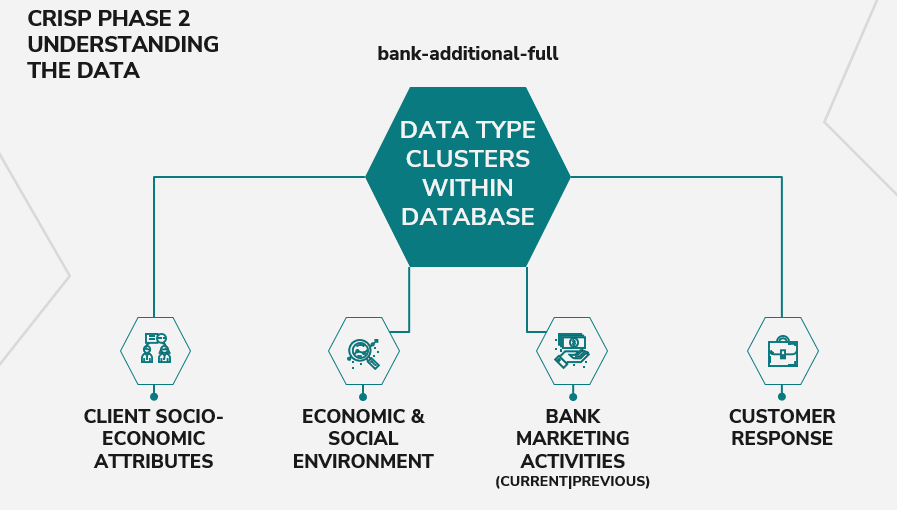 CRISP PHASE 2
UNDERSTANDING
THE DATA
bank-additional-full
DATA TYPE
CLUSTERS
WITHIN
DATABASE
CLIENT SOCIO-
ECONOMIC
ATTRIBUTES
ECONOMIC &
SOCIAL
ENVIRONMENT
BANK
MARKETING
ACTIVITIES
(CURRENT|PREVIOUS)
CUSTOMER
RESPONSE